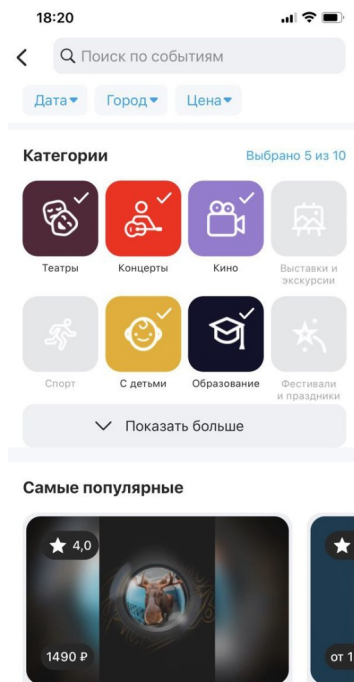 18:20
Поиск по событиям
Дата
Город
Цена
Категории
Выбрано 5 из 10
Театры
Концерты
Кино
Выставки и
экскурсии
Спорт
С детьми
Образование
Фестивали
и праздники
Показать больше
Самые популярные
4,0
1490 ₽
от 1